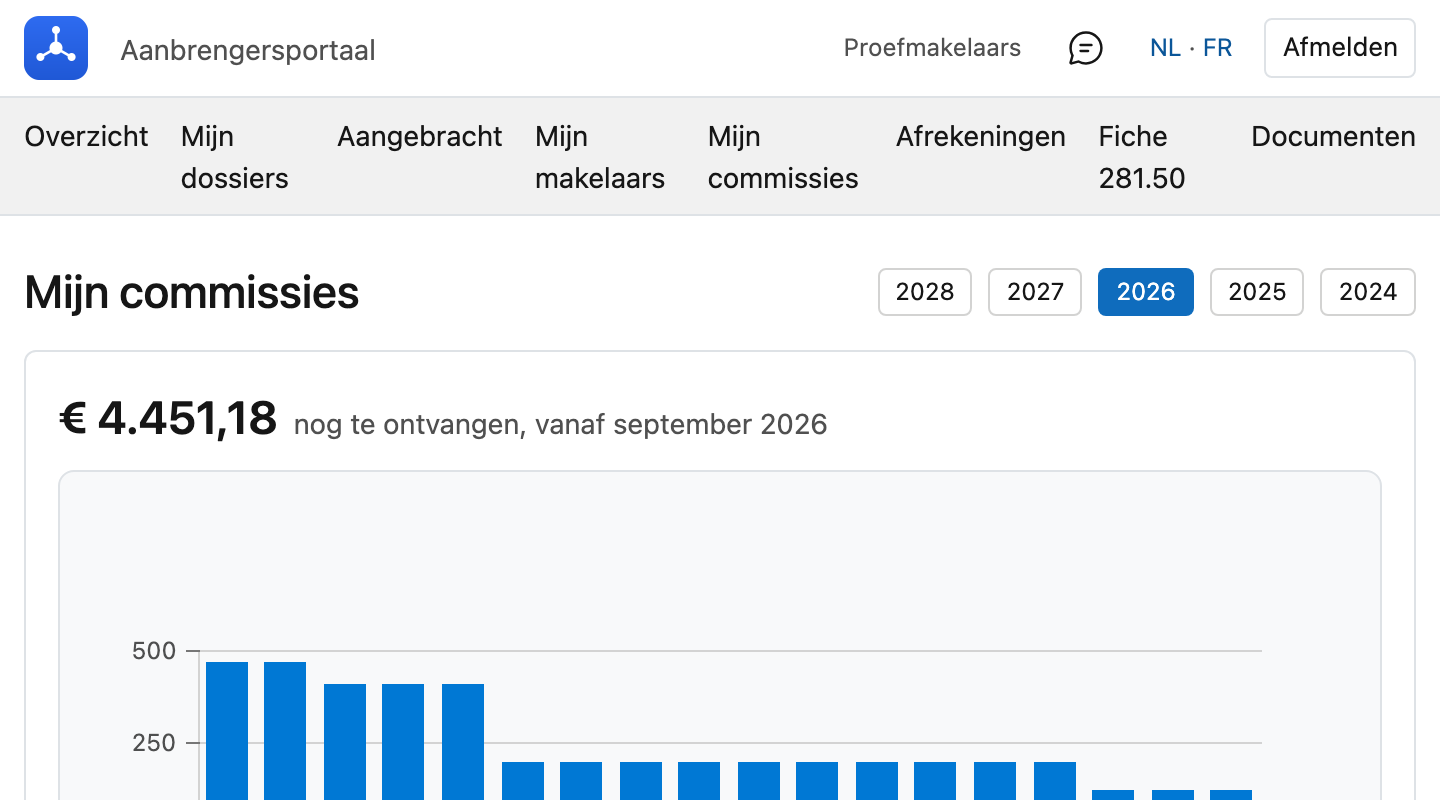 Aanbrengersportaal
Proefmakelaars
NL · FR
Afmelden
Overzicht
Mijn
dossiers
Aangebracht
Mijn
makelaars
Mijn
commissies
Afrekeningen
Fiche
281.50
Documenten
Mijn commissies
2028
2027
2026
2025
2024
€ 4.451,18 nog te ontvangen, vanaf september 2026
500
250